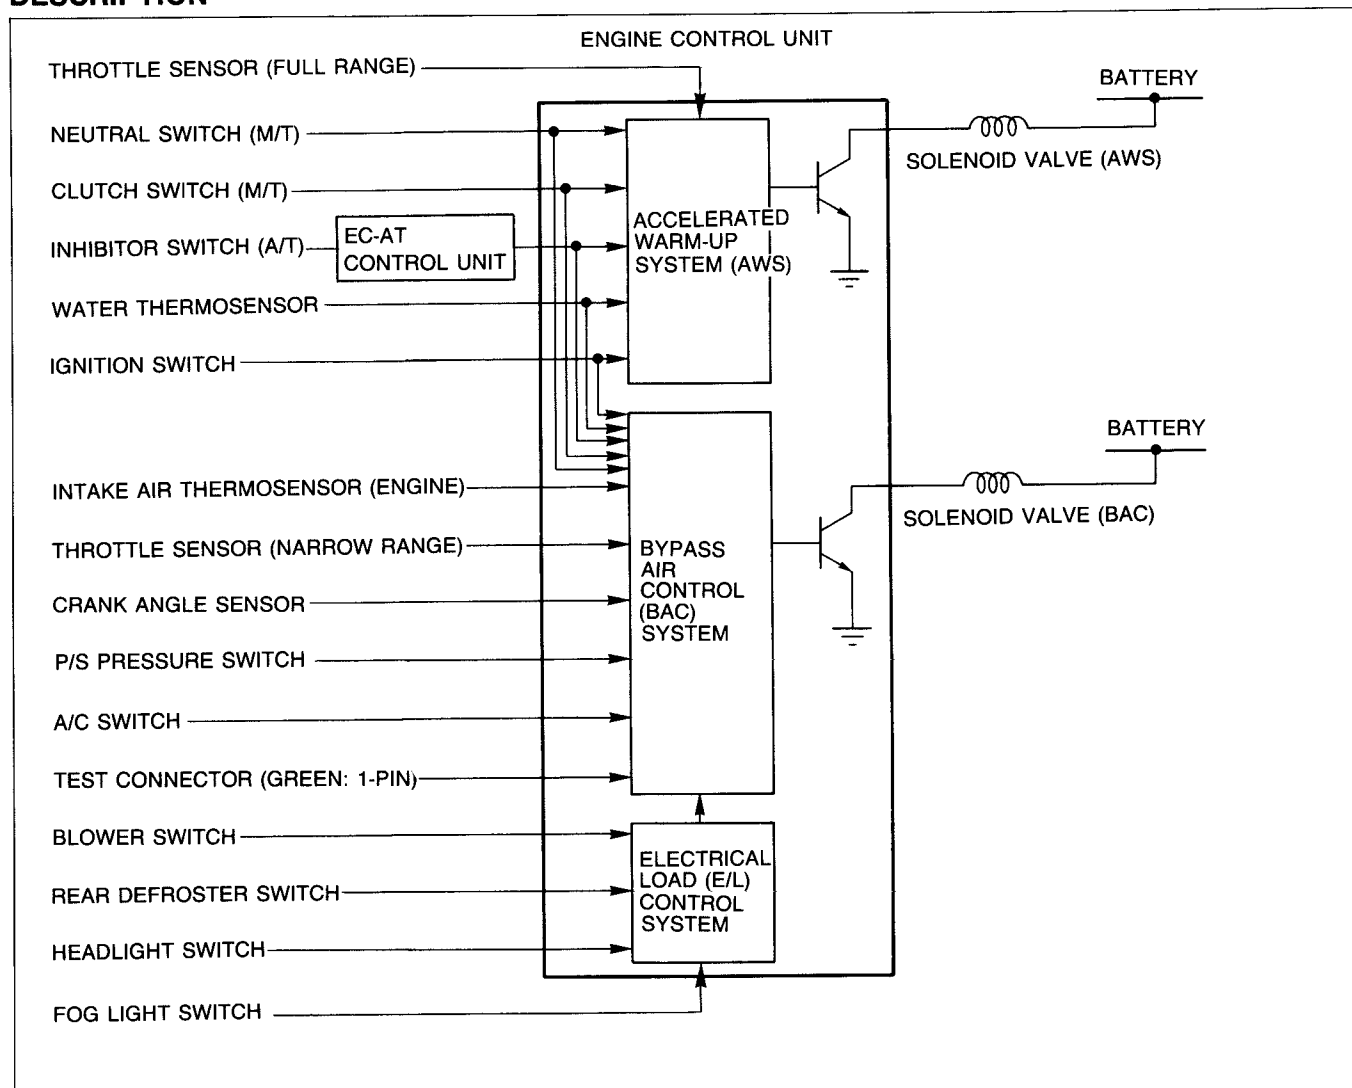 DESCRIPTION
ENGINE CONTROL UNIT
THROTTLE SENSOR (FULL RANGE)
BATTERY
NEUTRAL SWITCH (M/T)
SOLENOID VALVE (AWS)
CLUTCH SWITCH (M/T)
ACCELERATED
WARM-UP
SYSTEM (AWS)
INHIBITOR SWITCH (A/T)
EC-AT
CONTROL UNIT
WATER THERMOSENSOR
IGNITION SWITCH
BATTERY
INTAKE AIR THERMOSENSOR (ENGINE)
SOLENOID VALVE (BAC)
THROTTLE SENSOR (NARROW RANGE)
BYPASS
AIR
CONTROL
(BAC)
SYSTEM
CRANK ANGLE SENSOR
P/S PRESSURE SWITCH
A/C SWITCH
TEST CONNECTOR (GREEN: 1-PIN)
BLOWER SWITCH
ELECTRICAL
LOAD (E/L)
CONTROL
SYSTEM
REAR DEFROSTER SWITCH
HEADLIGHT SWITCH
FOG LIGHT SWITCH